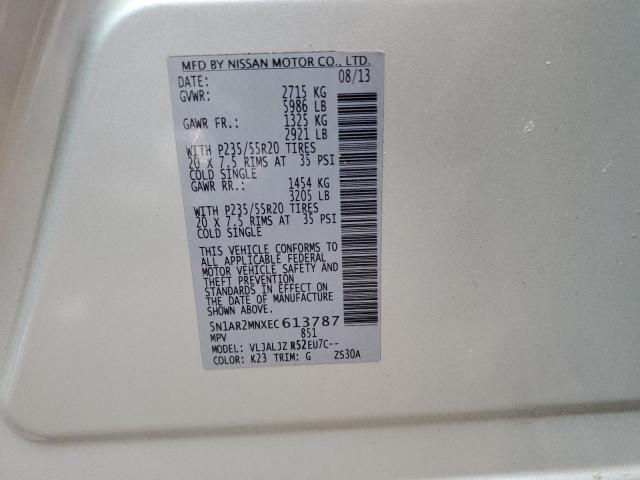 MFD BY NISSAN MOTOR CO., LTD.
DATE: 08/13
GVWR: 2715 KG
5986 LB
GAWR FR.: 1325 KG
2921 LB
WITH P235/55R20 TIRES
20 X 7.5 RIMS AT 35 PSI
COLD SINGLE
GAWR RR.: 1454 KG
3205 LB
WITH P235/55R20 TIRES
20 X 7.5 RIMS AT 35 PSI
COLD SINGLE
THIS VEHICLE CONFORMS TO
ALL APPLICABLE FEDERAL
MOTOR VEHICLE SAFETY AND
THEFT PREVENTION
STANDARDS IN EFFECT ON
THE DATE OF MANUFACTURE
SHOWN ABOVE.
5N1AR2MNXEC613787
MPV 851
MODEL: VLJALJZ R52EU7C--
COLOR: K23 TRIM: G ZS30A